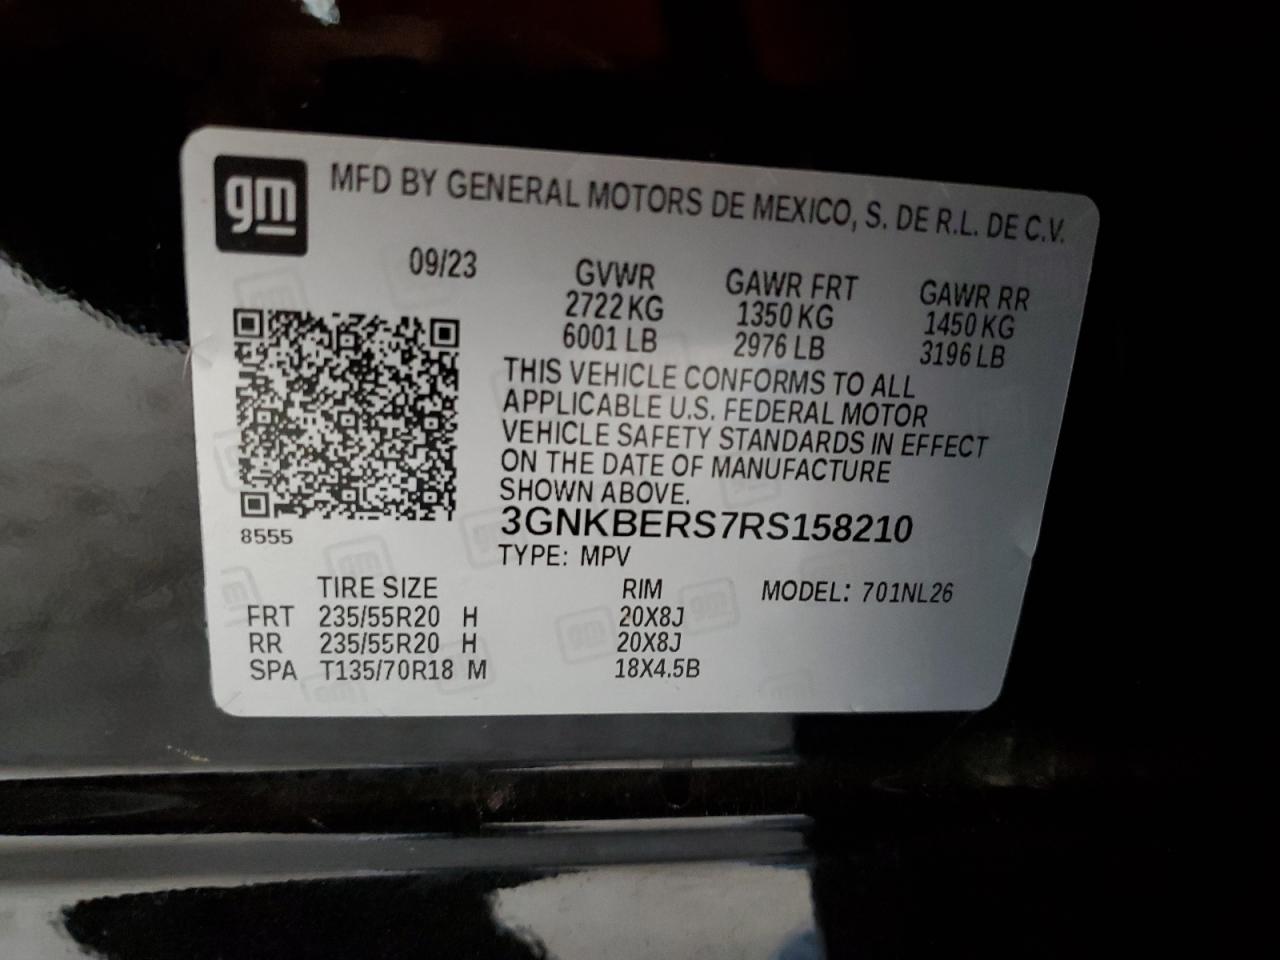 gm
MFD BY GENERAL MOTORS DE MEXICO, S. DE R.L. DE C.V.
09/23
GVWR GAWR FRT GAWR RR
2722 KG 1350 KG 1450 KG
6001 LB 2976 LB 3196 LB
THIS VEHICLE CONFORMS TO ALL
APPLICABLE U.S. FEDERAL MOTOR
VEHICLE SAFETY STANDARDS IN EFFECT
ON THE DATE OF MANUFACTURE
SHOWN ABOVE.
3GNKBERS7RS158210
8555
TYPE: MPV
TIRE SIZE RIM MODEL: 701NL26
FRT 235/55R20 H 20X8J
RR 235/55R20 H 20X8J
SPA T135/70R18 M 18X4.5B